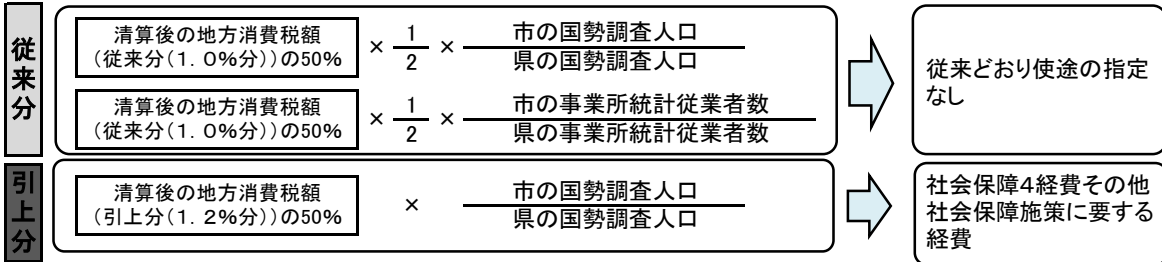 従来分
清算後の地方消費税額
(従来分(1.0%分))の50%
× 1/2 × 市の国勢調査人口/県の国勢調査人口
清算後の地方消費税額
(従来分(1.0%分))の50%
× 1/2 × 市の事業所統計従業者数/県の事業所統計従業者数
従来どおり使途の指定
なし
引上分
清算後の地方消費税額
(引上分(1.2%分))の50%
× 市の国勢調査人口/県の国勢調査人口
社会保障4経費その他
社会保障施策に要する
経費